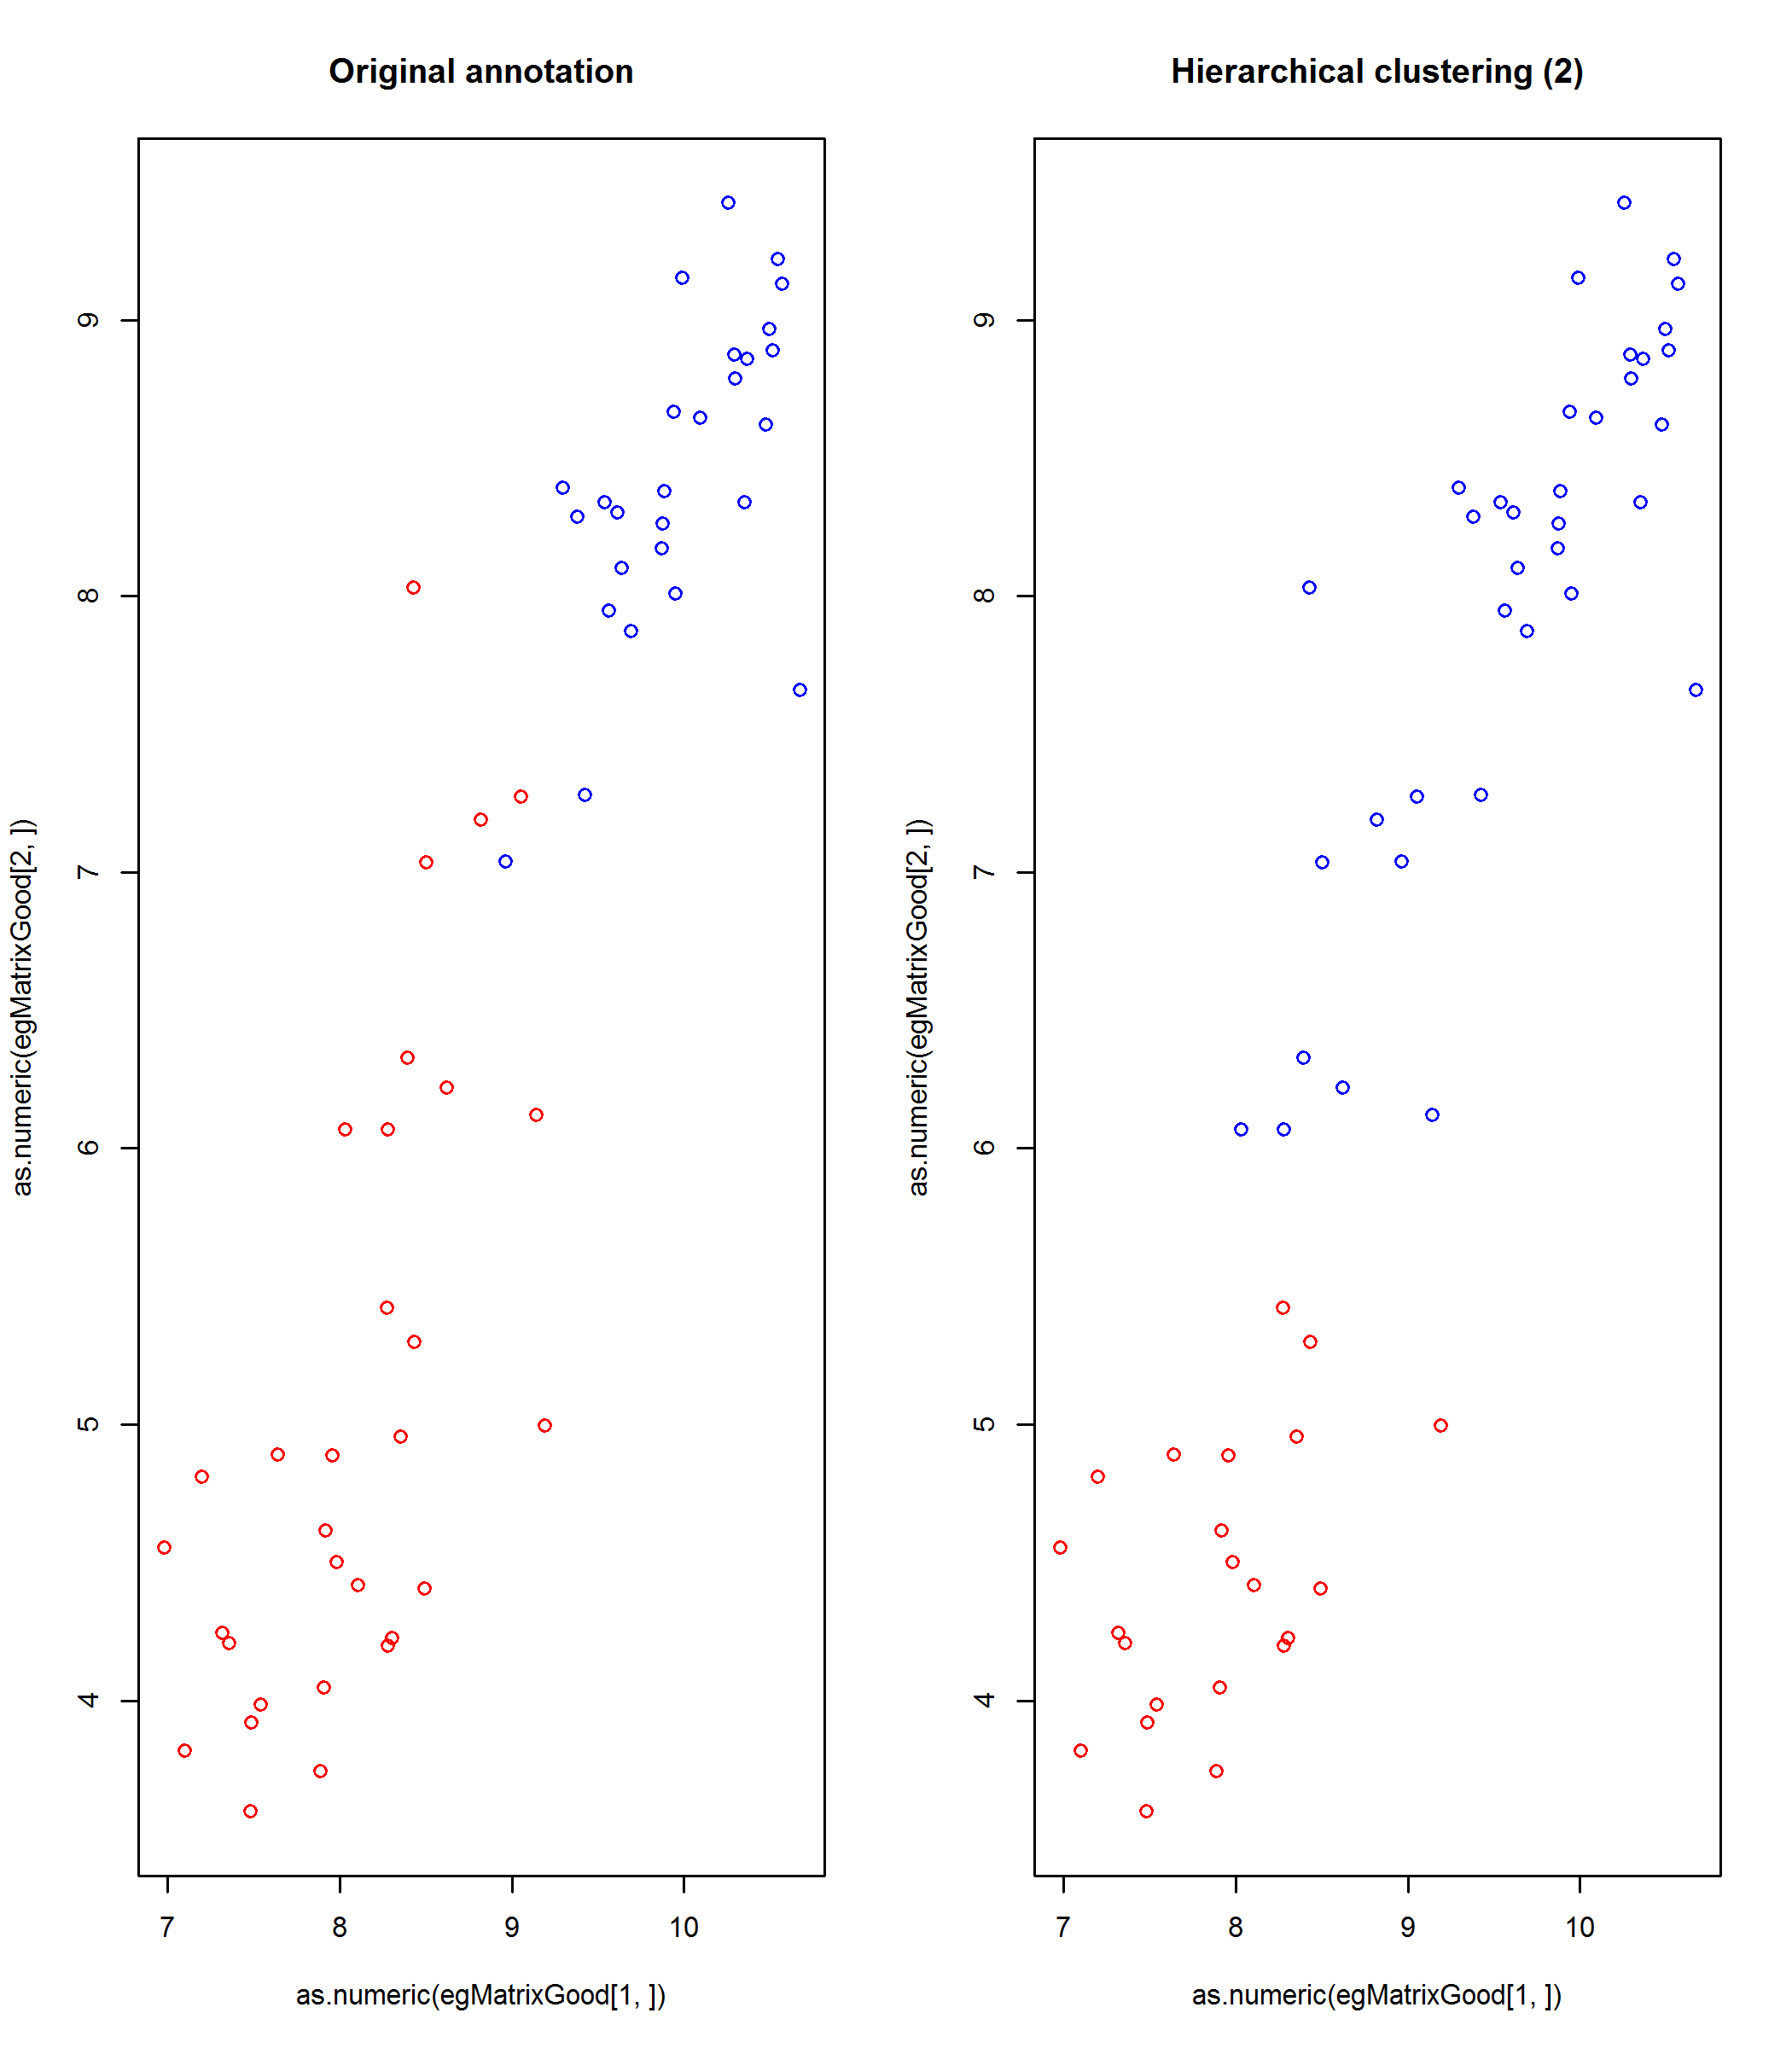 Original annotation
as.numeric(egMatrixGood[2, ])
9
8
7
6
5
4
7 8 9 10
as.numeric(egMatrixGood[1, ])
Hierarchical clustering (2)
as.numeric(egMatrixGood[2, ])
9
8
7
6
5
4
7 8 9 10
as.numeric(egMatrixGood[1, ])